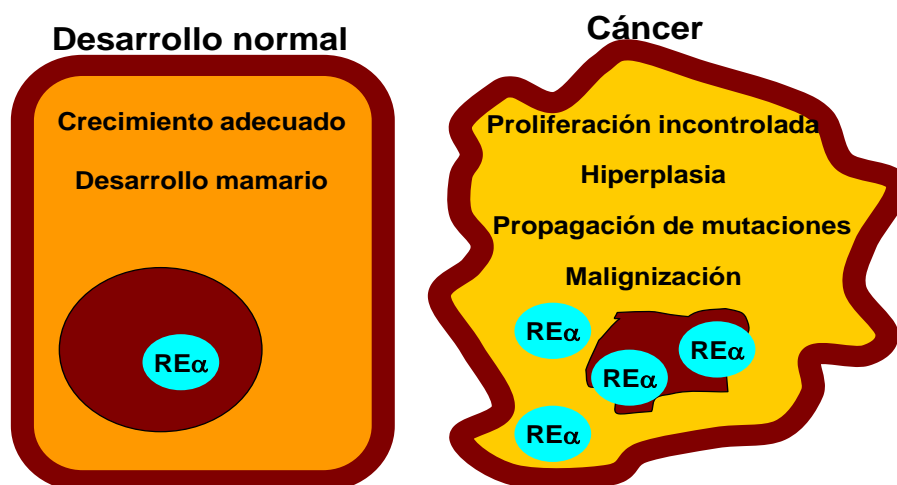 Desarrollo normal
Crecimiento adecuado
Desarrollo mamario
REα
Cáncer
Proliferación incontrolada
Hiperplasia
Propagación de mutaciones
Malignización
REα
REα
REα
REα